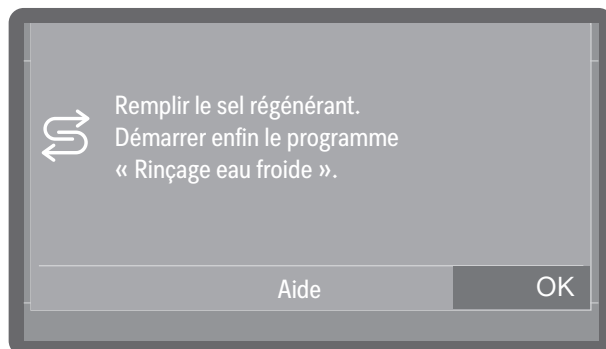 Remplir le sel régénérant.
Démarrer enfin le programme
« Rinçage eau froide ».
Aide
OK